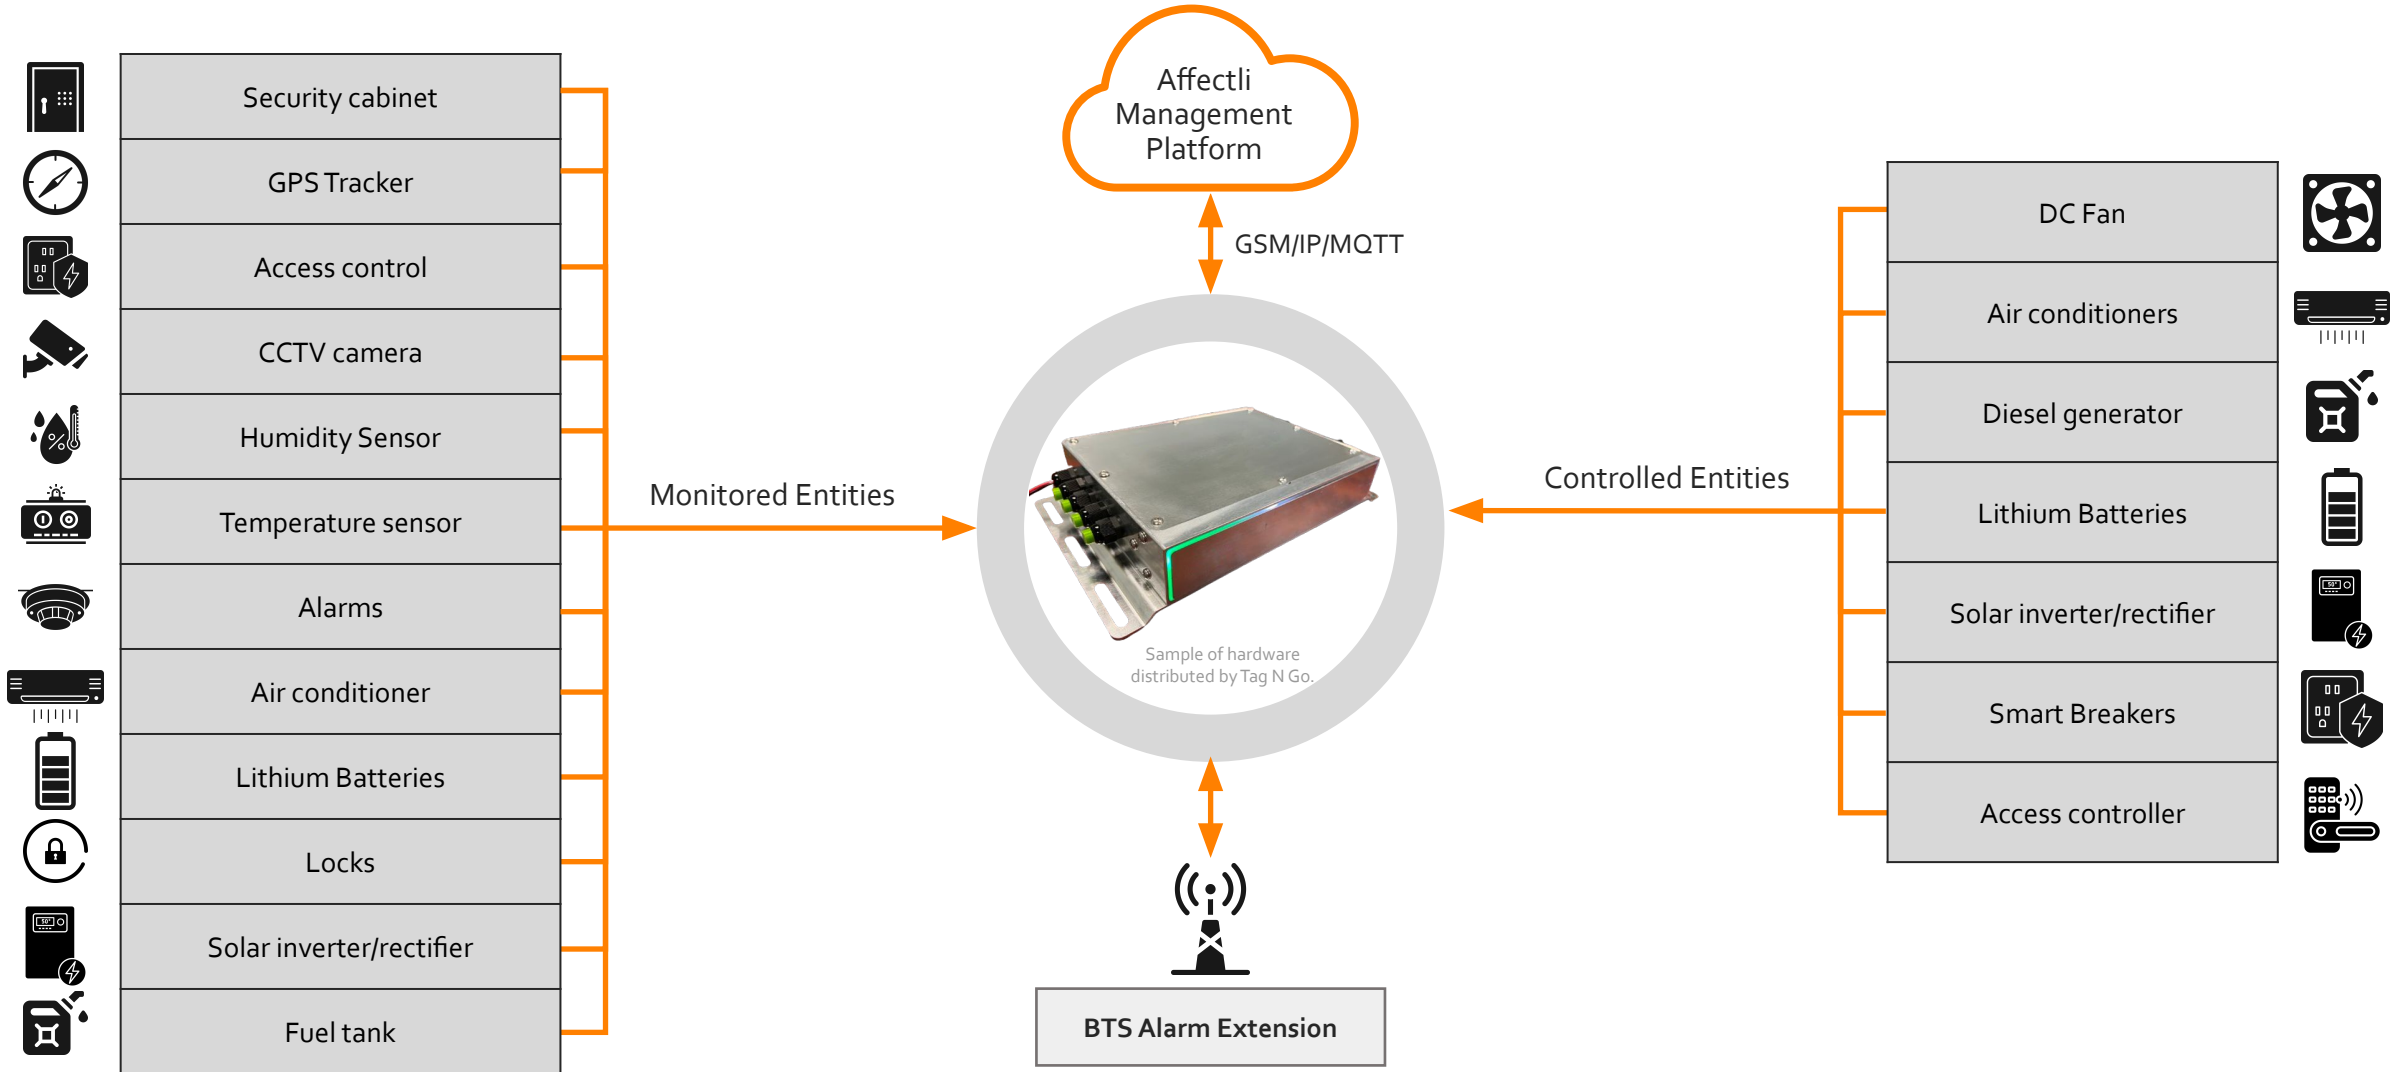 Security cabinet
GPS Tracker
Access control
CCTV camera
Humidity Sensor
Temperature sensor
Alarms
Air conditioner
Lithium Batteries
Locks
Solar inverter/rectifier
Fuel tank
Monitored Entities
Affectli
Management
Platform
GSM/IP/MQTT
Sample of hardware
distributed by Tag N Go.
BTS Alarm Extension
Controlled Entities
DC Fan
Air conditioners
Diesel generator
Lithium Batteries
Solar inverter/rectifier
Smart Breakers
Access controller